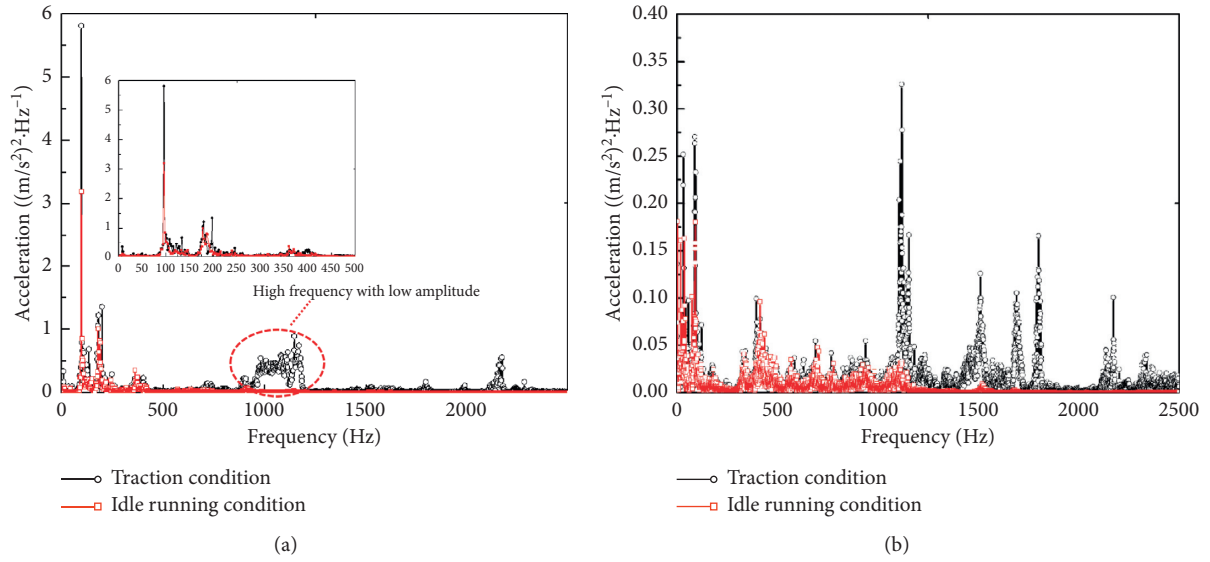 6
5
4
3
2
1
0
Acceleration ((m/s²)²·Hz⁻¹)
6
5
4
3
2
1
0
0 50 100 150 200 250 300 350 400 450 500
High frequency with low amplitude
0 500 1000 1500 2000
Frequency (Hz)
Traction condition
Idle running condition
(a)
0.40
0.35
0.30
0.25
0.20
0.15
0.10
0.05
0.00
Acceleration ((m/s²)²·Hz⁻¹)
0 500 1000 1500 2000 2500
Frequency (Hz)
Traction condition
Idle running condition
(b)